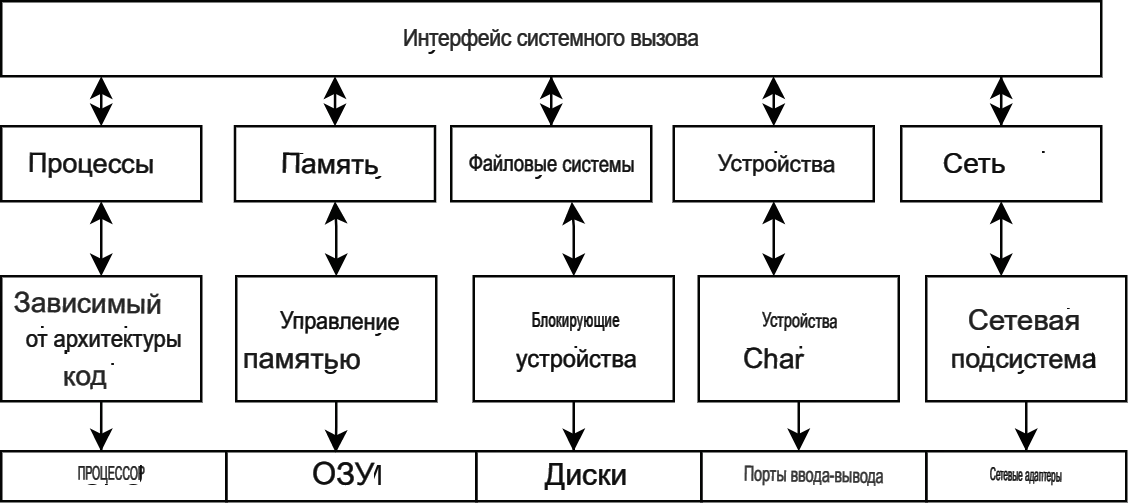 Интерфейс системного вызова
Процессы
Память
Файловые системы
Устройства
Сеть
Зависимый
от архитектуры
код
Управление
памятью
Блокирующие
устройства
Устройства
Char
Сетевая
подсистема
ПРОЦЕССОР
ОЗУ
Диски
Порты ввода-вывода
Сетевые адаптеры